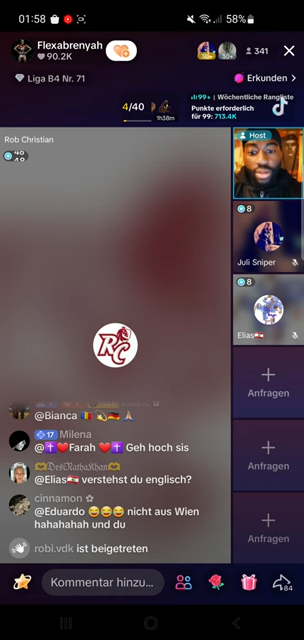 01:58
58%
Flexabrenyah
90.2K
341
Liga B4 Nr. 71
Erkunden >
4/40
1h38m
99+ | Wöchentliche Rangliste
Punkte erforderlich
für 99: 713.4K
Rob Christian
Host
8
Juli Sniper
8
Elias🇱🇧
RC
+
Anfragen
+
Anfragen
+
Anfragen
@Bianca
17 Milena
@✝️❤️Farah ❤️✝️ Geh hoch sis
𝔇𝔢𝔰𝔦ℜ𝔞𝔱𝔥𝔞𝔎𝔥𝔞𝔫
@Elias🇱🇧 verstehst du englisch?
cinnamon ✩
@Eduardo 😂😂😂 nicht aus Wien
hahahahah und du
robi.vdk ist beigetreten
Kommentar hinzu...
84